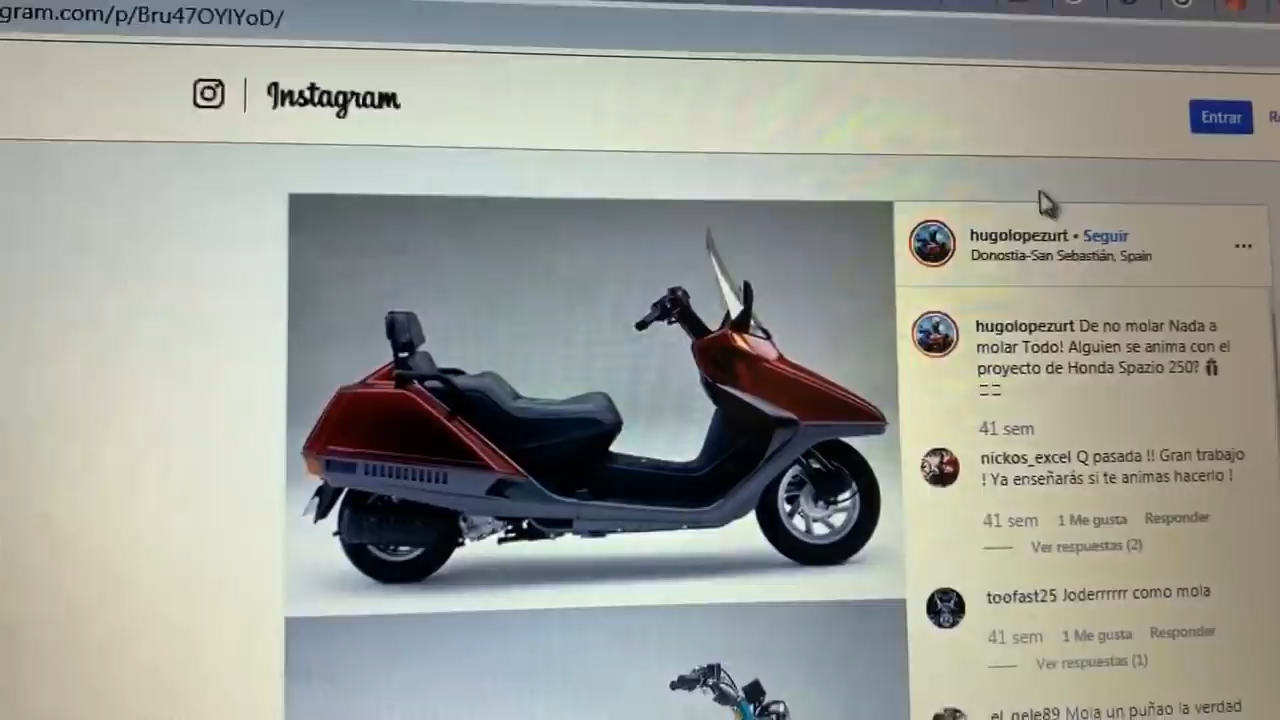 gram.com/p/Bru47OYlYoD/
Instagram
Entrar
hugolopezurt • Seguir
Donostia-San Sebastián, Spain
hugolopezurt De no molar Nada a
molar Todo! Alguien se anima con el
proyecto de Honda Spazio 250?
41 sem
nickos_excel Q pasada !! Gran trabajo
! Ya enseñarás si te animas hacerlo !
41 sem 1 Me gusta Responder
Ver respuestas (2)
toofast25 Joderrrrrr como mola
41 sem 1 Me gusta Responder
Ver respuestas (1)
el_nele89 Mola un puñao la verdad